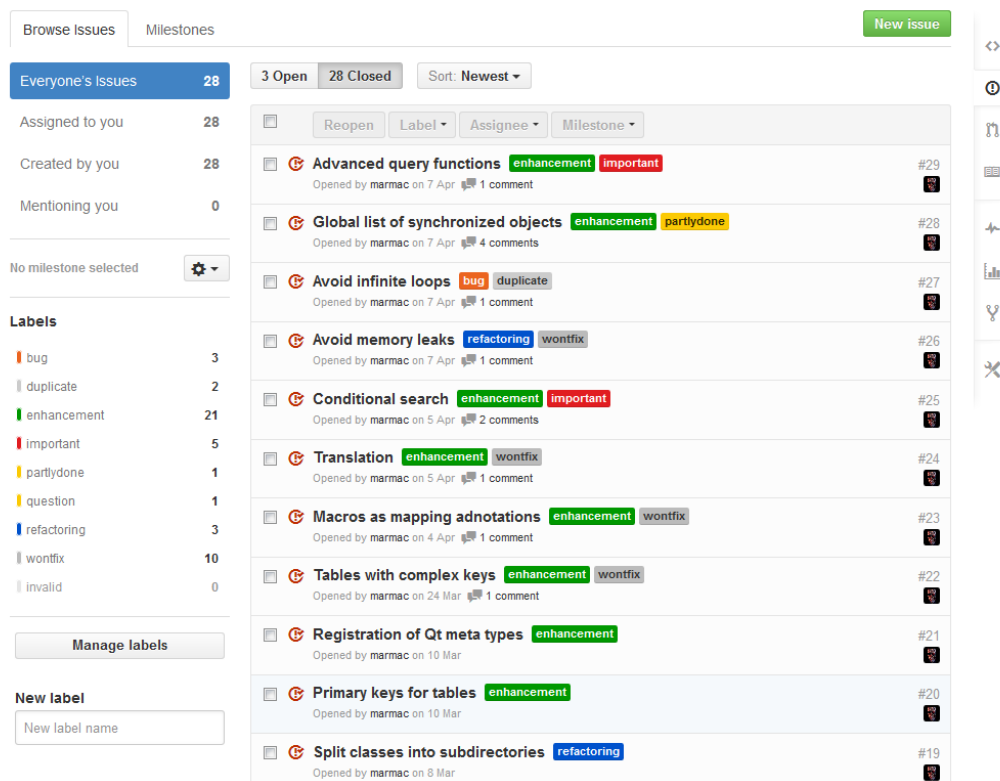 Browse Issues
Milestones
New issue
Everyone's Issues 28
Assigned to you 28
Created by you 28
Mentioning you 0
No milestone selected
Labels
bug 3
duplicate 2
enhancement 21
important 5
partlydone 1
question 1
refactoring 3
wontfix 10
invalid 0
Manage labels
New label
New label name
3 Open 28 Closed Sort: Newest
Reopen Label Assignee Milestone
Advanced query functions enhancement important #29
Opened by marmac on 7 Apr 1 comment
Global list of synchronized objects enhancement partlydone #28
Opened by marmac on 7 Apr 4 comments
Avoid infinite loops bug duplicate #27
Opened by marmac on 7 Apr 1 comment
Avoid memory leaks refactoring wontfix #26
Opened by marmac on 7 Apr 1 comment
Conditional search enhancement important #25
Opened by marmac on 5 Apr 2 comments
Translation enhancement wontfix #24
Opened by marmac on 5 Apr 1 comment
Macros as mapping adnotations enhancement wontfix #23
Opened by marmac on 4 Apr 1 comment
Tables with complex keys enhancement wontfix #22
Opened by marmac on 24 Mar 1 comment
Registration of Qt meta types enhancement #21
Opened by marmac on 10 Mar
Primary keys for tables enhancement #20
Opened by marmac on 10 Mar
Split classes into subdirectories refactoring #19
Opened by marmac on 8 Mar